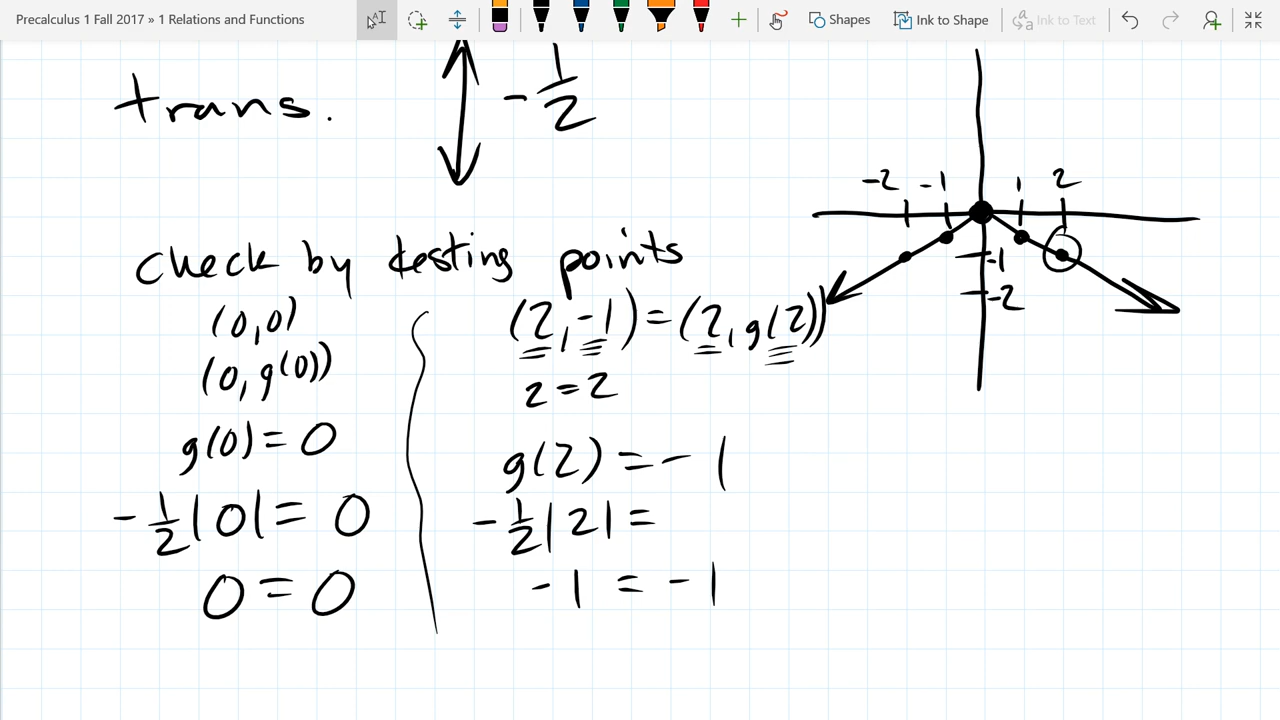 Precalculus 1 Fall 2017 » 1 Relations and Functions
Shapes
Ink to Shape
Ink to Text
trans.
-1/2
-2 -1 1 2
-1
-2
check by testing points
(0,0)
(0, g(0))
g(0) = 0
-1/2|0| = 0
0 = 0
(2, -1) = (2, g(2))
2 = 2
g(2) = -1
-1/2|2| =
-1 = -1